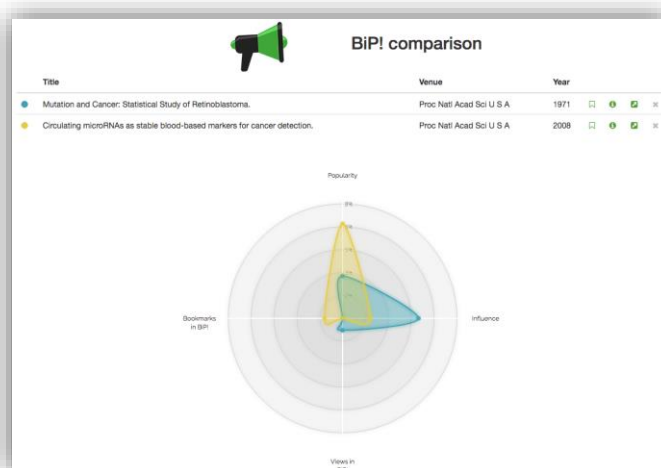 BiP! comparison
Title Venue Year
Mutation and Cancer: Statistical Study of Retinoblastoma. Proc Natl Acad Sci U S A 1971
Circulating microRNAs as stable blood-based markers for cancer detection. Proc Natl Acad Sci U S A 2008
Popularity
8%
Bookmarks
in BiP!
Influence
Views in